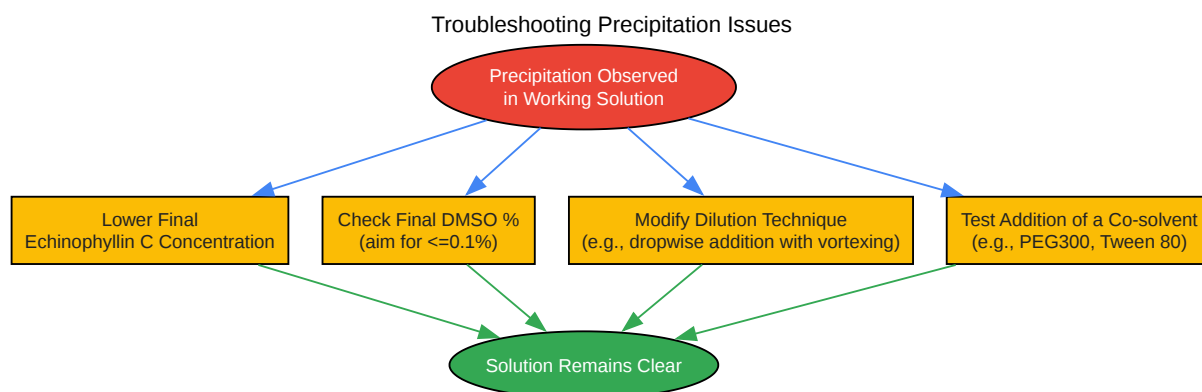 Troubleshooting Precipitation Issues
Precipitation Observed
in Working Solution
Lower Final
Echinophyllin C Concentration
Check Final DMSO %
(aim for <=0.1%)
Modify Dilution Technique
(e.g., dropwise addition with vortexing)
Test Addition of a Co-solvent
(e.g., PEG300, Tween 80)
Solution Remains Clear